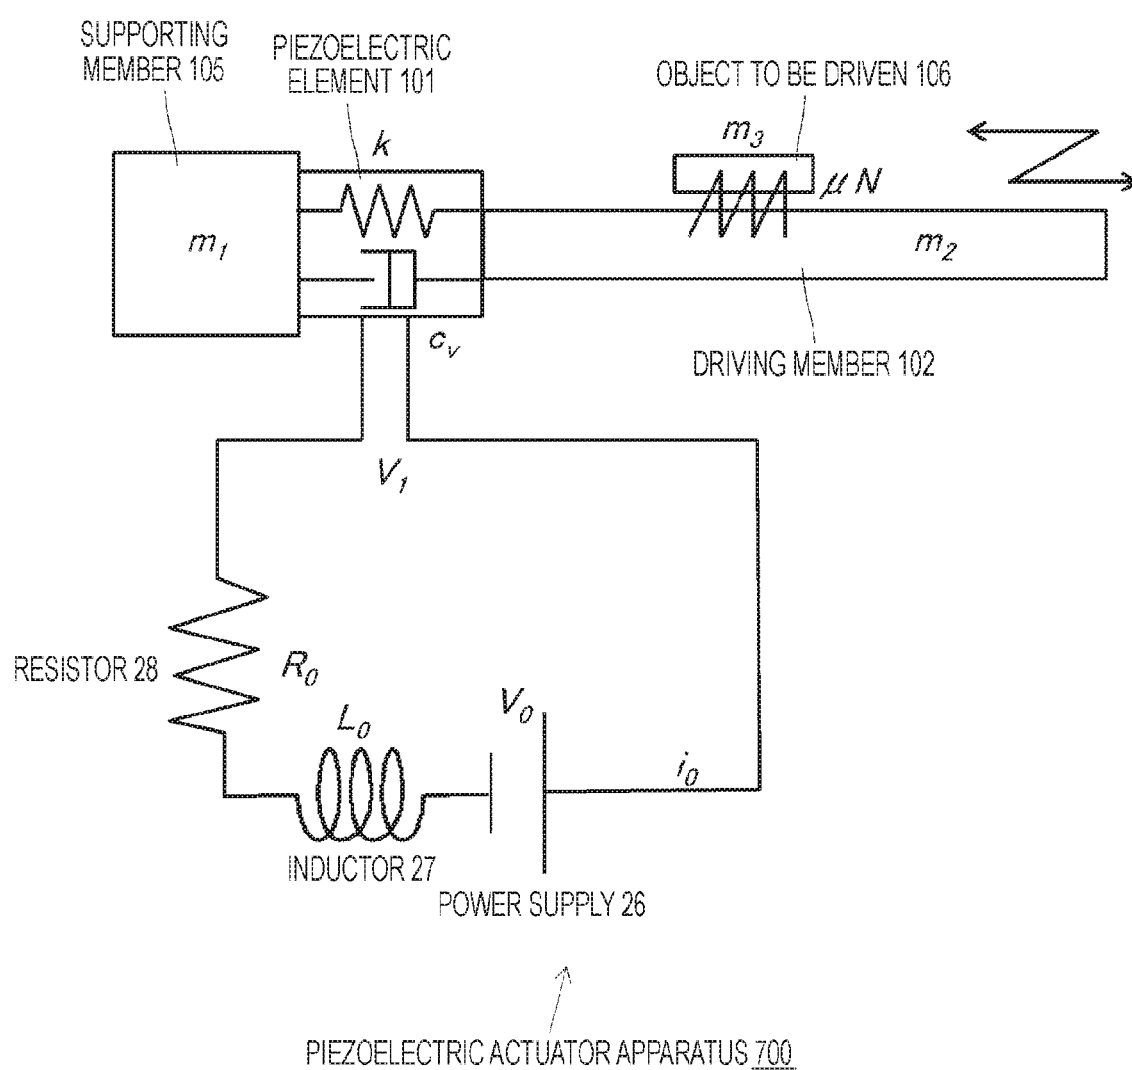 SUPPORTING
MEMBER 105
PIEZOELECTRIC
ELEMENT 101
OBJECT TO BE DRIVEN 106
k
m3
μN
m1
m2
cv
DRIVING MEMBER 102
V1
RESISTOR 28
R0
L0
V0
i0
INDUCTOR 27
POWER SUPPLY 26
PIEZOELECTRIC ACTUATOR APPARATUS 700